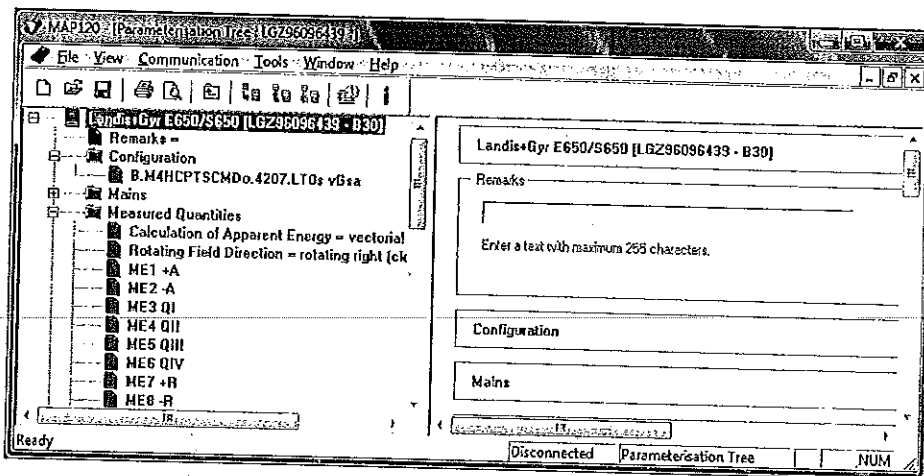 MAP120 - [Parameterisation Tree: LGZ96096439 *]
File View Communication Tools Window Help
Landis+Gyr E650/S650 [LGZ96096439 - B30]
Remarks =
Configuration
B.M4HCPTSCMDo.4207.LT0s vGsa
Mains
Measured Quantities
Calculation of Apparent Energy = vectorial
Rotating Field Direction = rotating right (ck
ME1 +A
ME2 -A
ME3 QI
ME4 QII
ME5 QIII
ME6 QIV
ME7 +R
ME8 -R
Landis+Gyr E650/S650 [LGZ96096439 - B30]
Remarks
Enter a text with maximum 255 characters.
Configuration
Mains
Ready
Disconnected
Parameterisation Tree
NUM